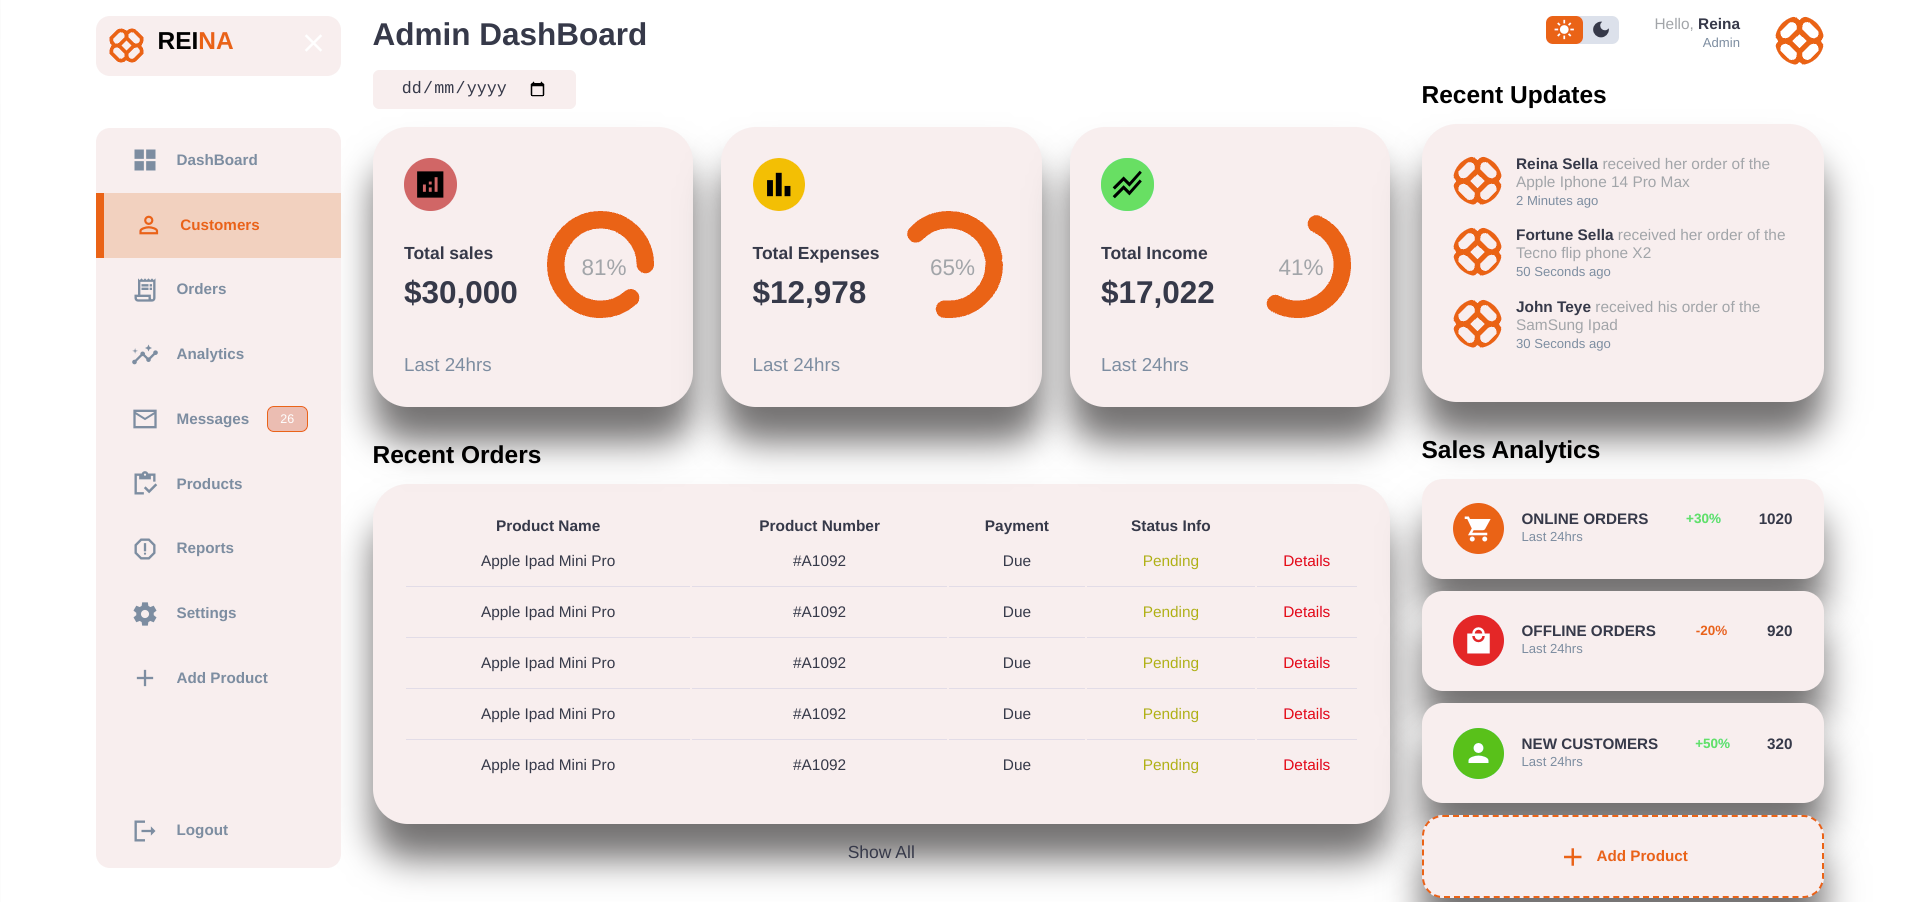 REINA
DashBoard
Customers
Orders
Analytics
Messages 26
Products
Reports
Settings
Add Product
Logout
Admin DashBoard
dd/mm/yyyy
Total sales
$30,000
81%
Last 24hrs
Total Expenses
$12,978
65%
Last 24hrs
Total Income
$17,022
41%
Last 24hrs
Recent Orders
Product Name Product Number Payment Status Info
Apple Ipad Mini Pro #A1092 Due Pending Details
Apple Ipad Mini Pro #A1092 Due Pending Details
Apple Ipad Mini Pro #A1092 Due Pending Details
Apple Ipad Mini Pro #A1092 Due Pending Details
Apple Ipad Mini Pro #A1092 Due Pending Details
Show All
Hello, Reina
Admin
Recent Updates
Reina Sella received her order of the
Apple Iphone 14 Pro Max
2 Minutes ago
Fortune Sella received her order of the
Tecno flip phone X2
50 Seconds ago
John Teye received his order of the
SamSung Ipad
30 Seconds ago
Sales Analytics
ONLINE ORDERS +30% 1020
Last 24hrs
OFFLINE ORDERS -20% 920
Last 24hrs
NEW CUSTOMERS +50% 320
Last 24hrs
Add Product